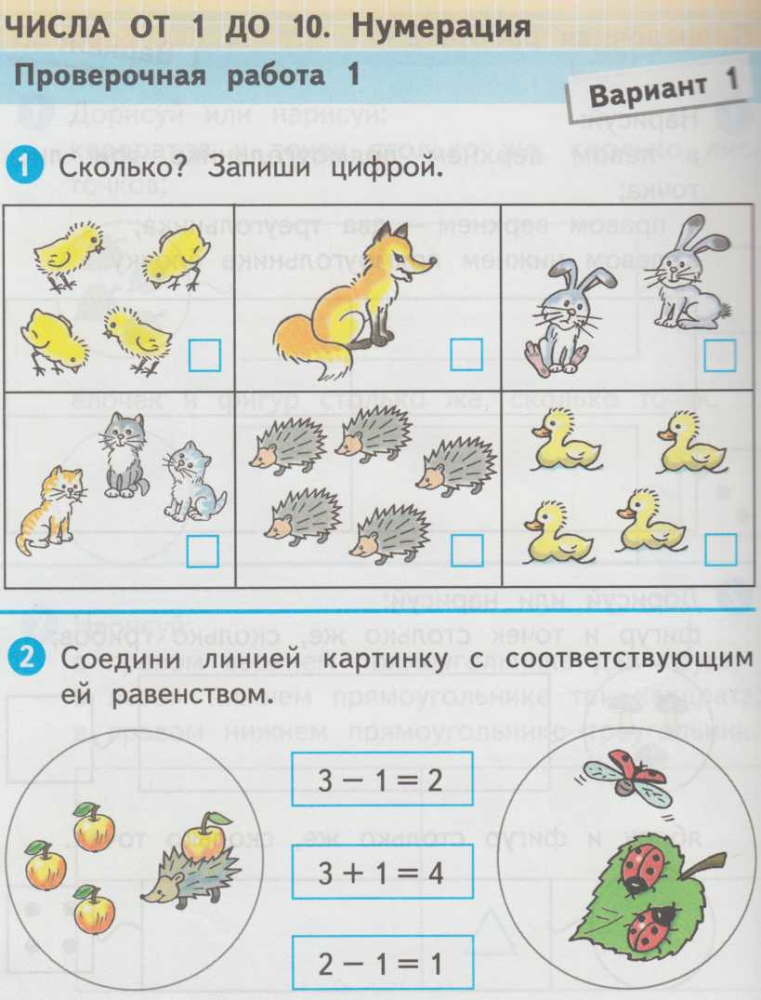 ЧИСЛА ОТ 1 ДО 10. Нумерация
Проверочная работа 1
Вариант 1
1 Сколько? Запиши цифрой.
2 Соедини линией картинку с соответствующим
ей равенством.
3 − 1 = 2
3 + 1 = 4
2 − 1 = 1